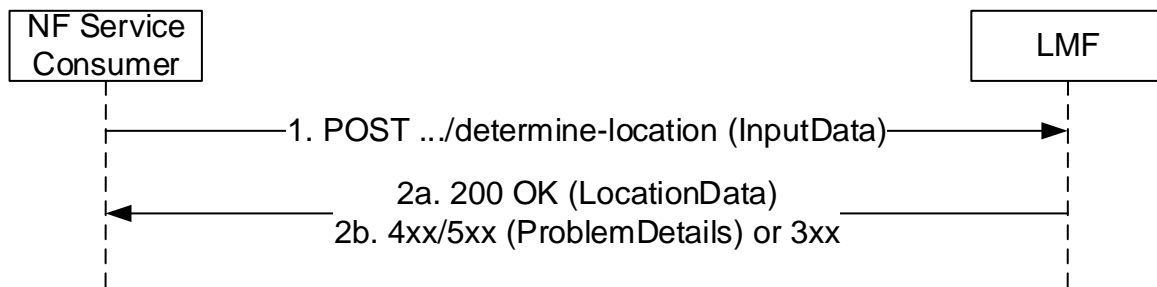 NF Service
Consumer
LMF
1. POST .../determine-location (InputData)
2a. 200 OK (LocationData)
2b. 4xx/5xx (ProblemDetails) or 3xx